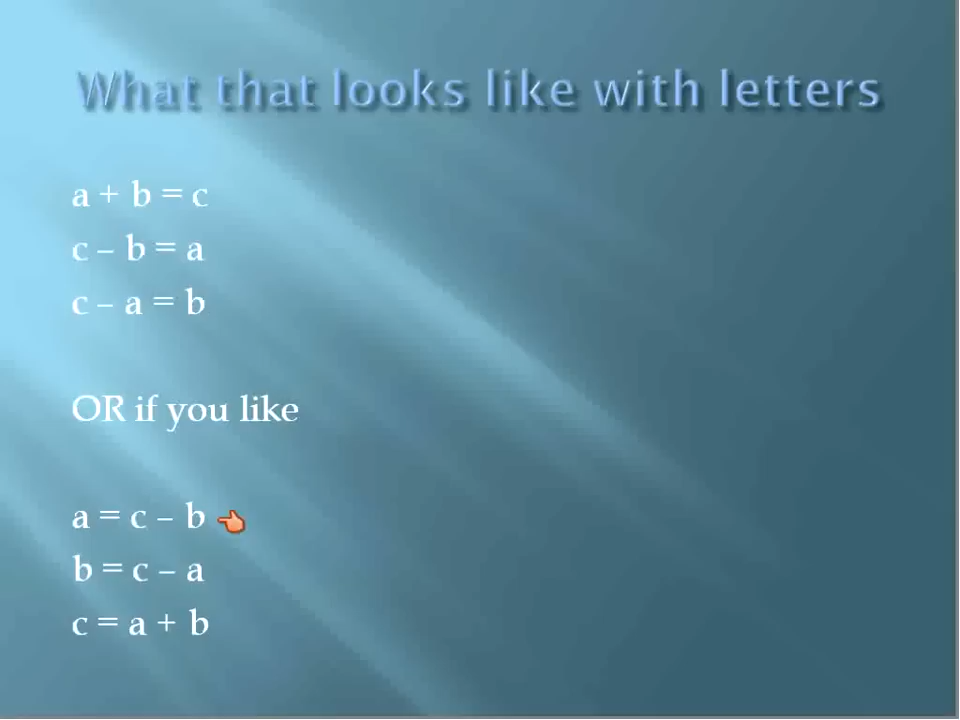 What that looks like with letters
a + b = c
c – b = a
c – a = b
OR if you like
a = c – b
b = c – a
c = a + b